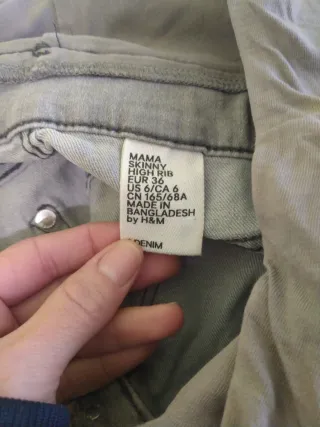 MAMA
SKINNY
HIGH RIB
EUR 36
US 6/CA 6
CN 165/68A
MADE IN
BANGLADESH
by H&M
DENIM